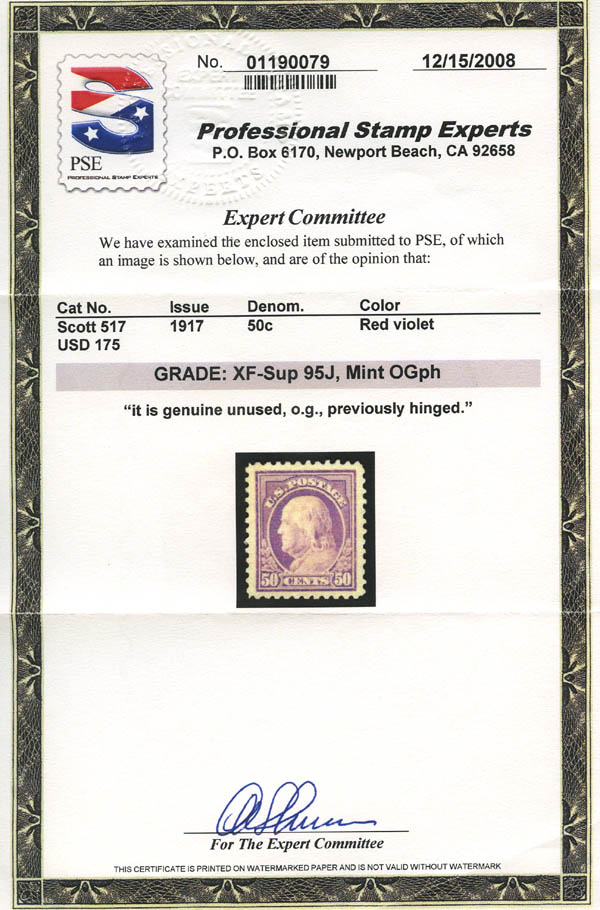 No. 01190079 12/15/2008
PSE
PROFESSIONAL STAMP EXPERTS
Professional Stamp Experts
P.O. Box 6170, Newport Beach, CA 92658
Expert Committee
We have examined the enclosed item submitted to PSE, of which
an image is shown below, and are of the opinion that:
Cat No. Issue Denom. Color
Scott 517 1917 50c Red violet
USD 175
GRADE: XF-Sup 95J, Mint OGph
“it is genuine unused, o.g., previously hinged.”
U.S. POSTAGE
50 CENTS 50
For The Expert Committee
THIS CERTIFICATE IS PRINTED ON WATERMARKED PAPER AND IS NOT VALID WITHOUT WATERMARK